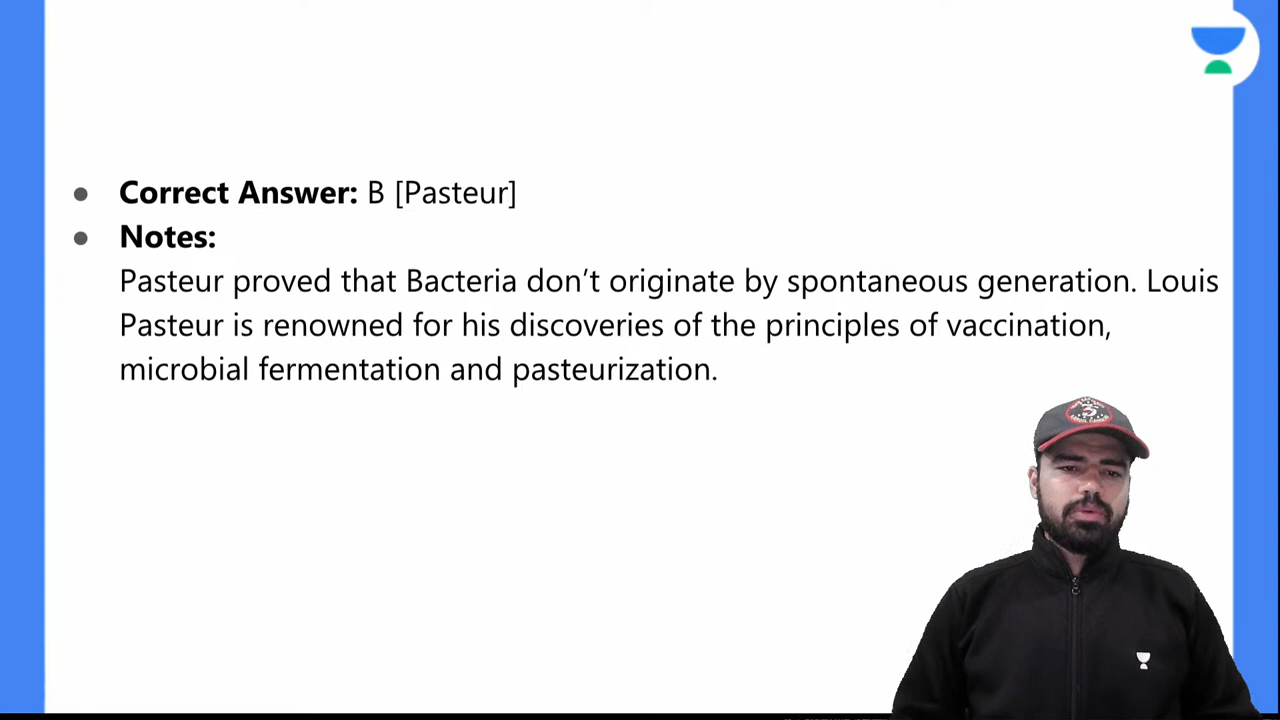 Correct Answer: B [Pasteur]
Notes:
Pasteur proved that Bacteria don’t originate by spontaneous generation. Louis
Pasteur is renowned for his discoveries of the principles of vaccination,
microbial fermentation and pasteurization.